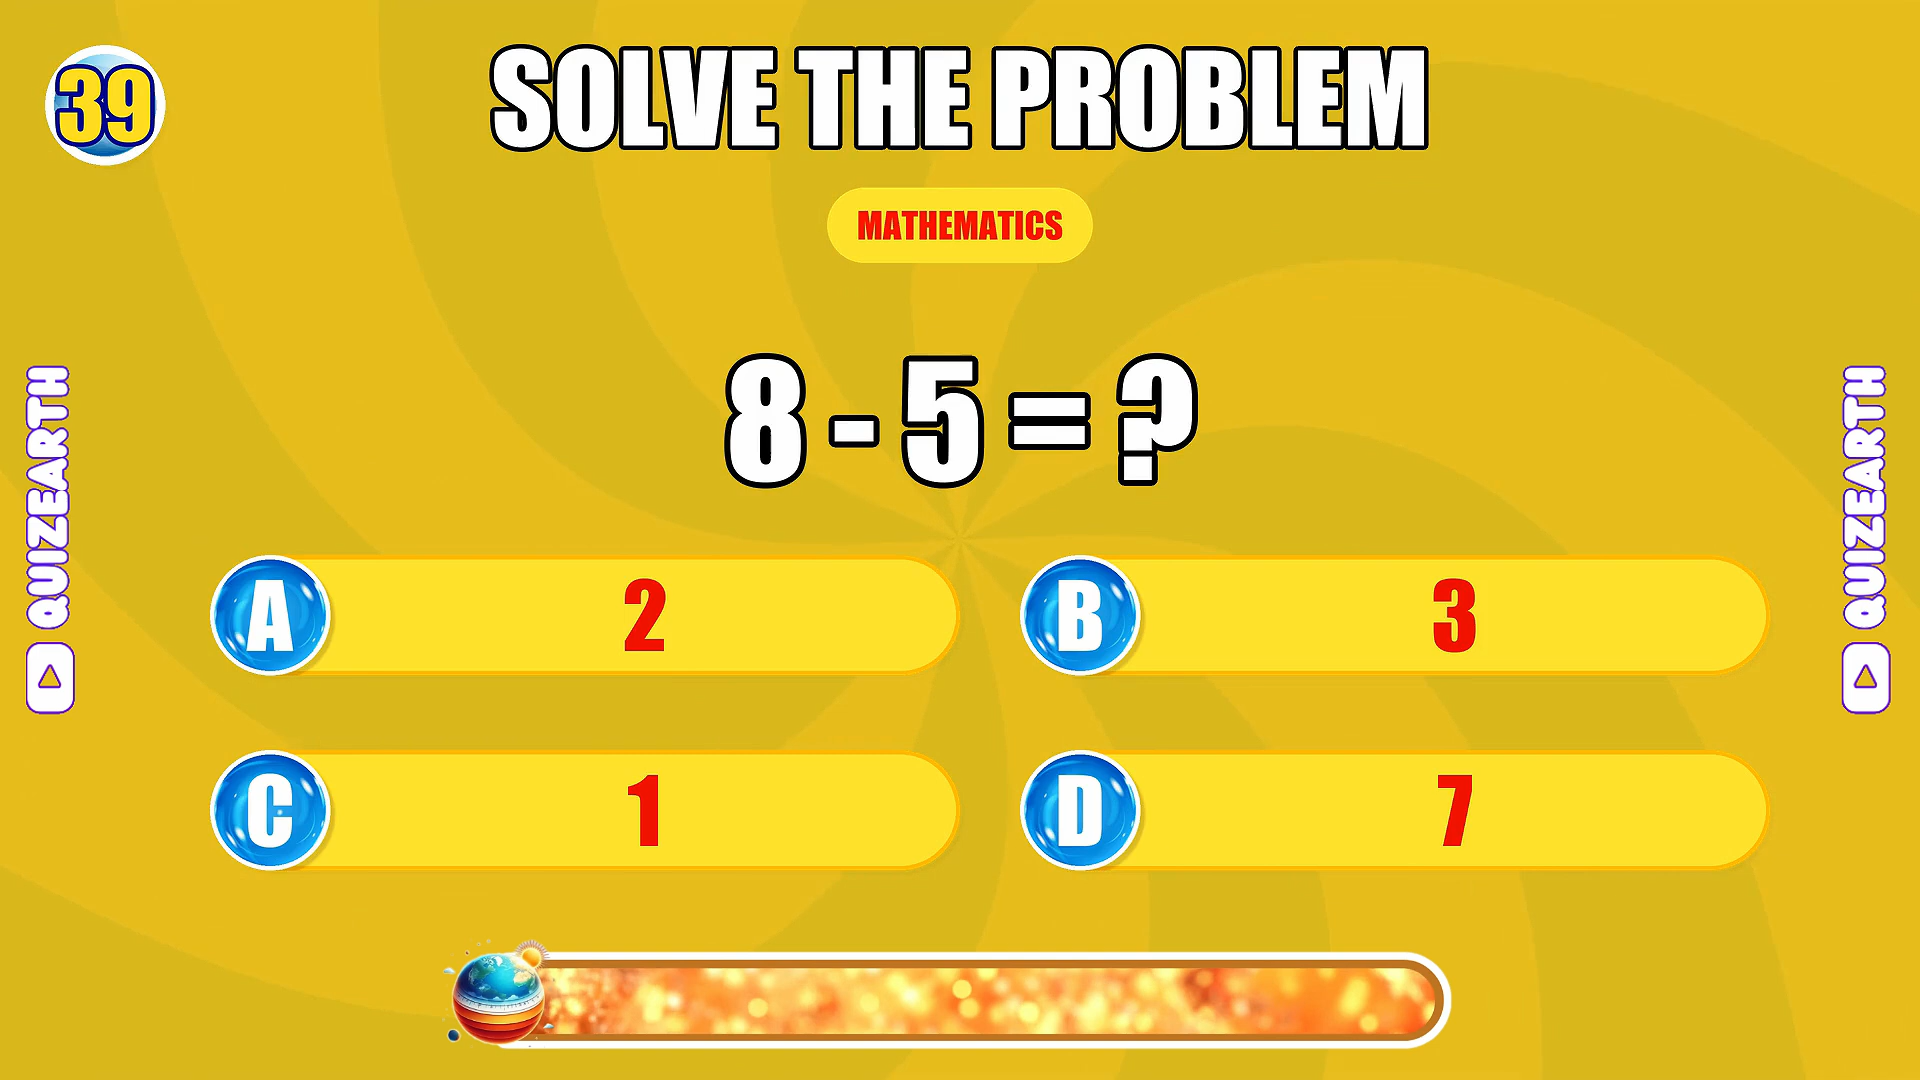 39
SOLVE THE PROBLEM
MATHEMATICS
8 - 5 = ?
A 2
B 3
C 1
D 7
QUIZEARTH
QUIZEARTH